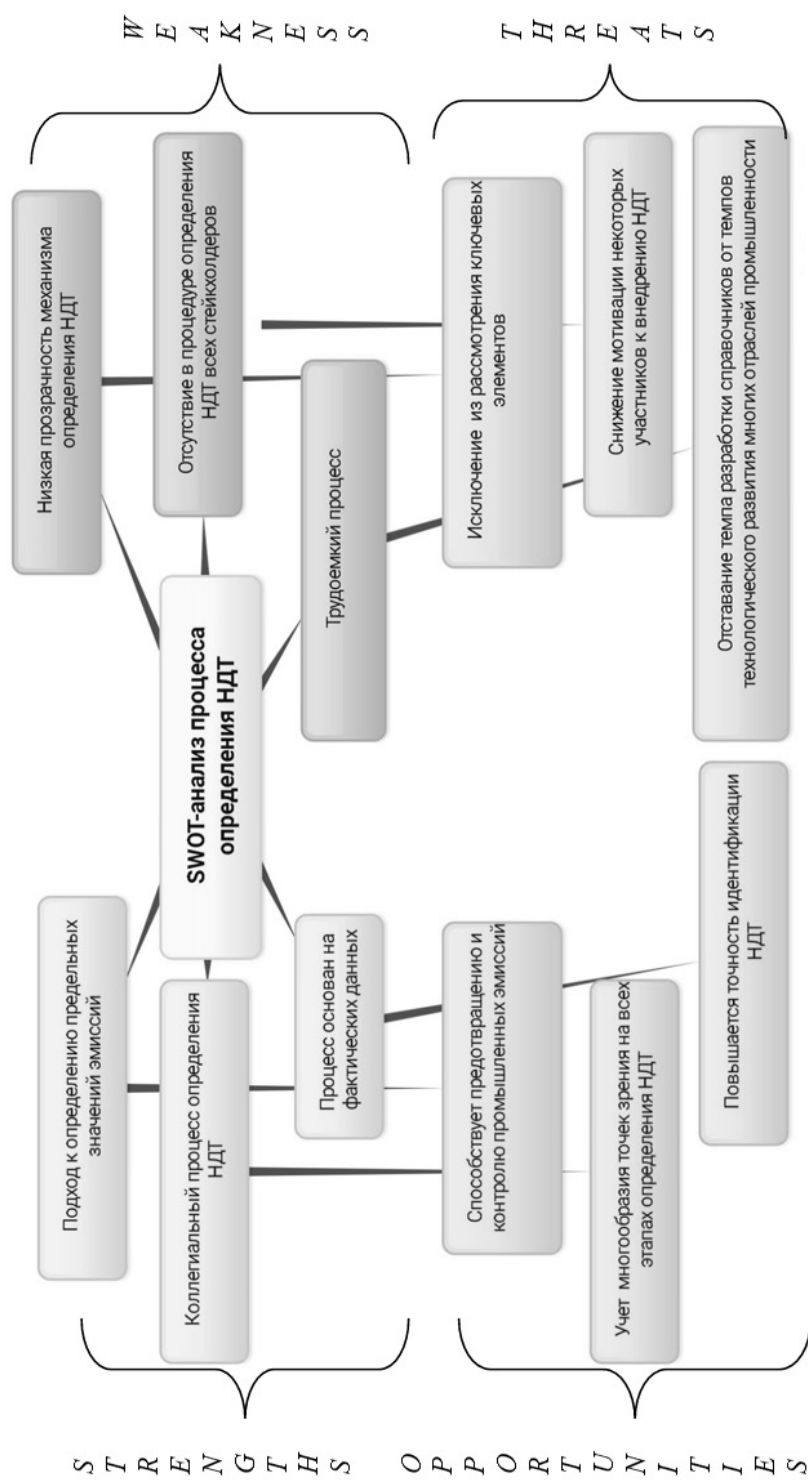 S
T
R
E
N
G
T
H
S
Подход к определению предельных
значений эмиссий
Коллегиальный процесс определения
НДТ
Процесс основан на
фактических данных
SWOT-анализ процесса
определения НДТ
Низкая прозрачность механизма
определения НДТ
Отсутствие в процедуре определения
НДТ всех стейкхолдеров
Трудоемкий процесс
W
E
A
K
N
E
S
S
O
P
P
O
R
T
U
N
I
T
I
E
S
Способствует предотвращению и
контролю промышленных эмиссий
Учет многообразия точек зрения на всех
этапах определения НДТ
Повышается точность идентификации
НДТ
Исключение из рассмотрения ключевых
элементов
Снижение мотивации некоторых
участников к внедрению НДТ
Отставание темпа разработки справочников от темпов
технологического развития многих отраслей промышленности
T
H
R
E
A
T
S